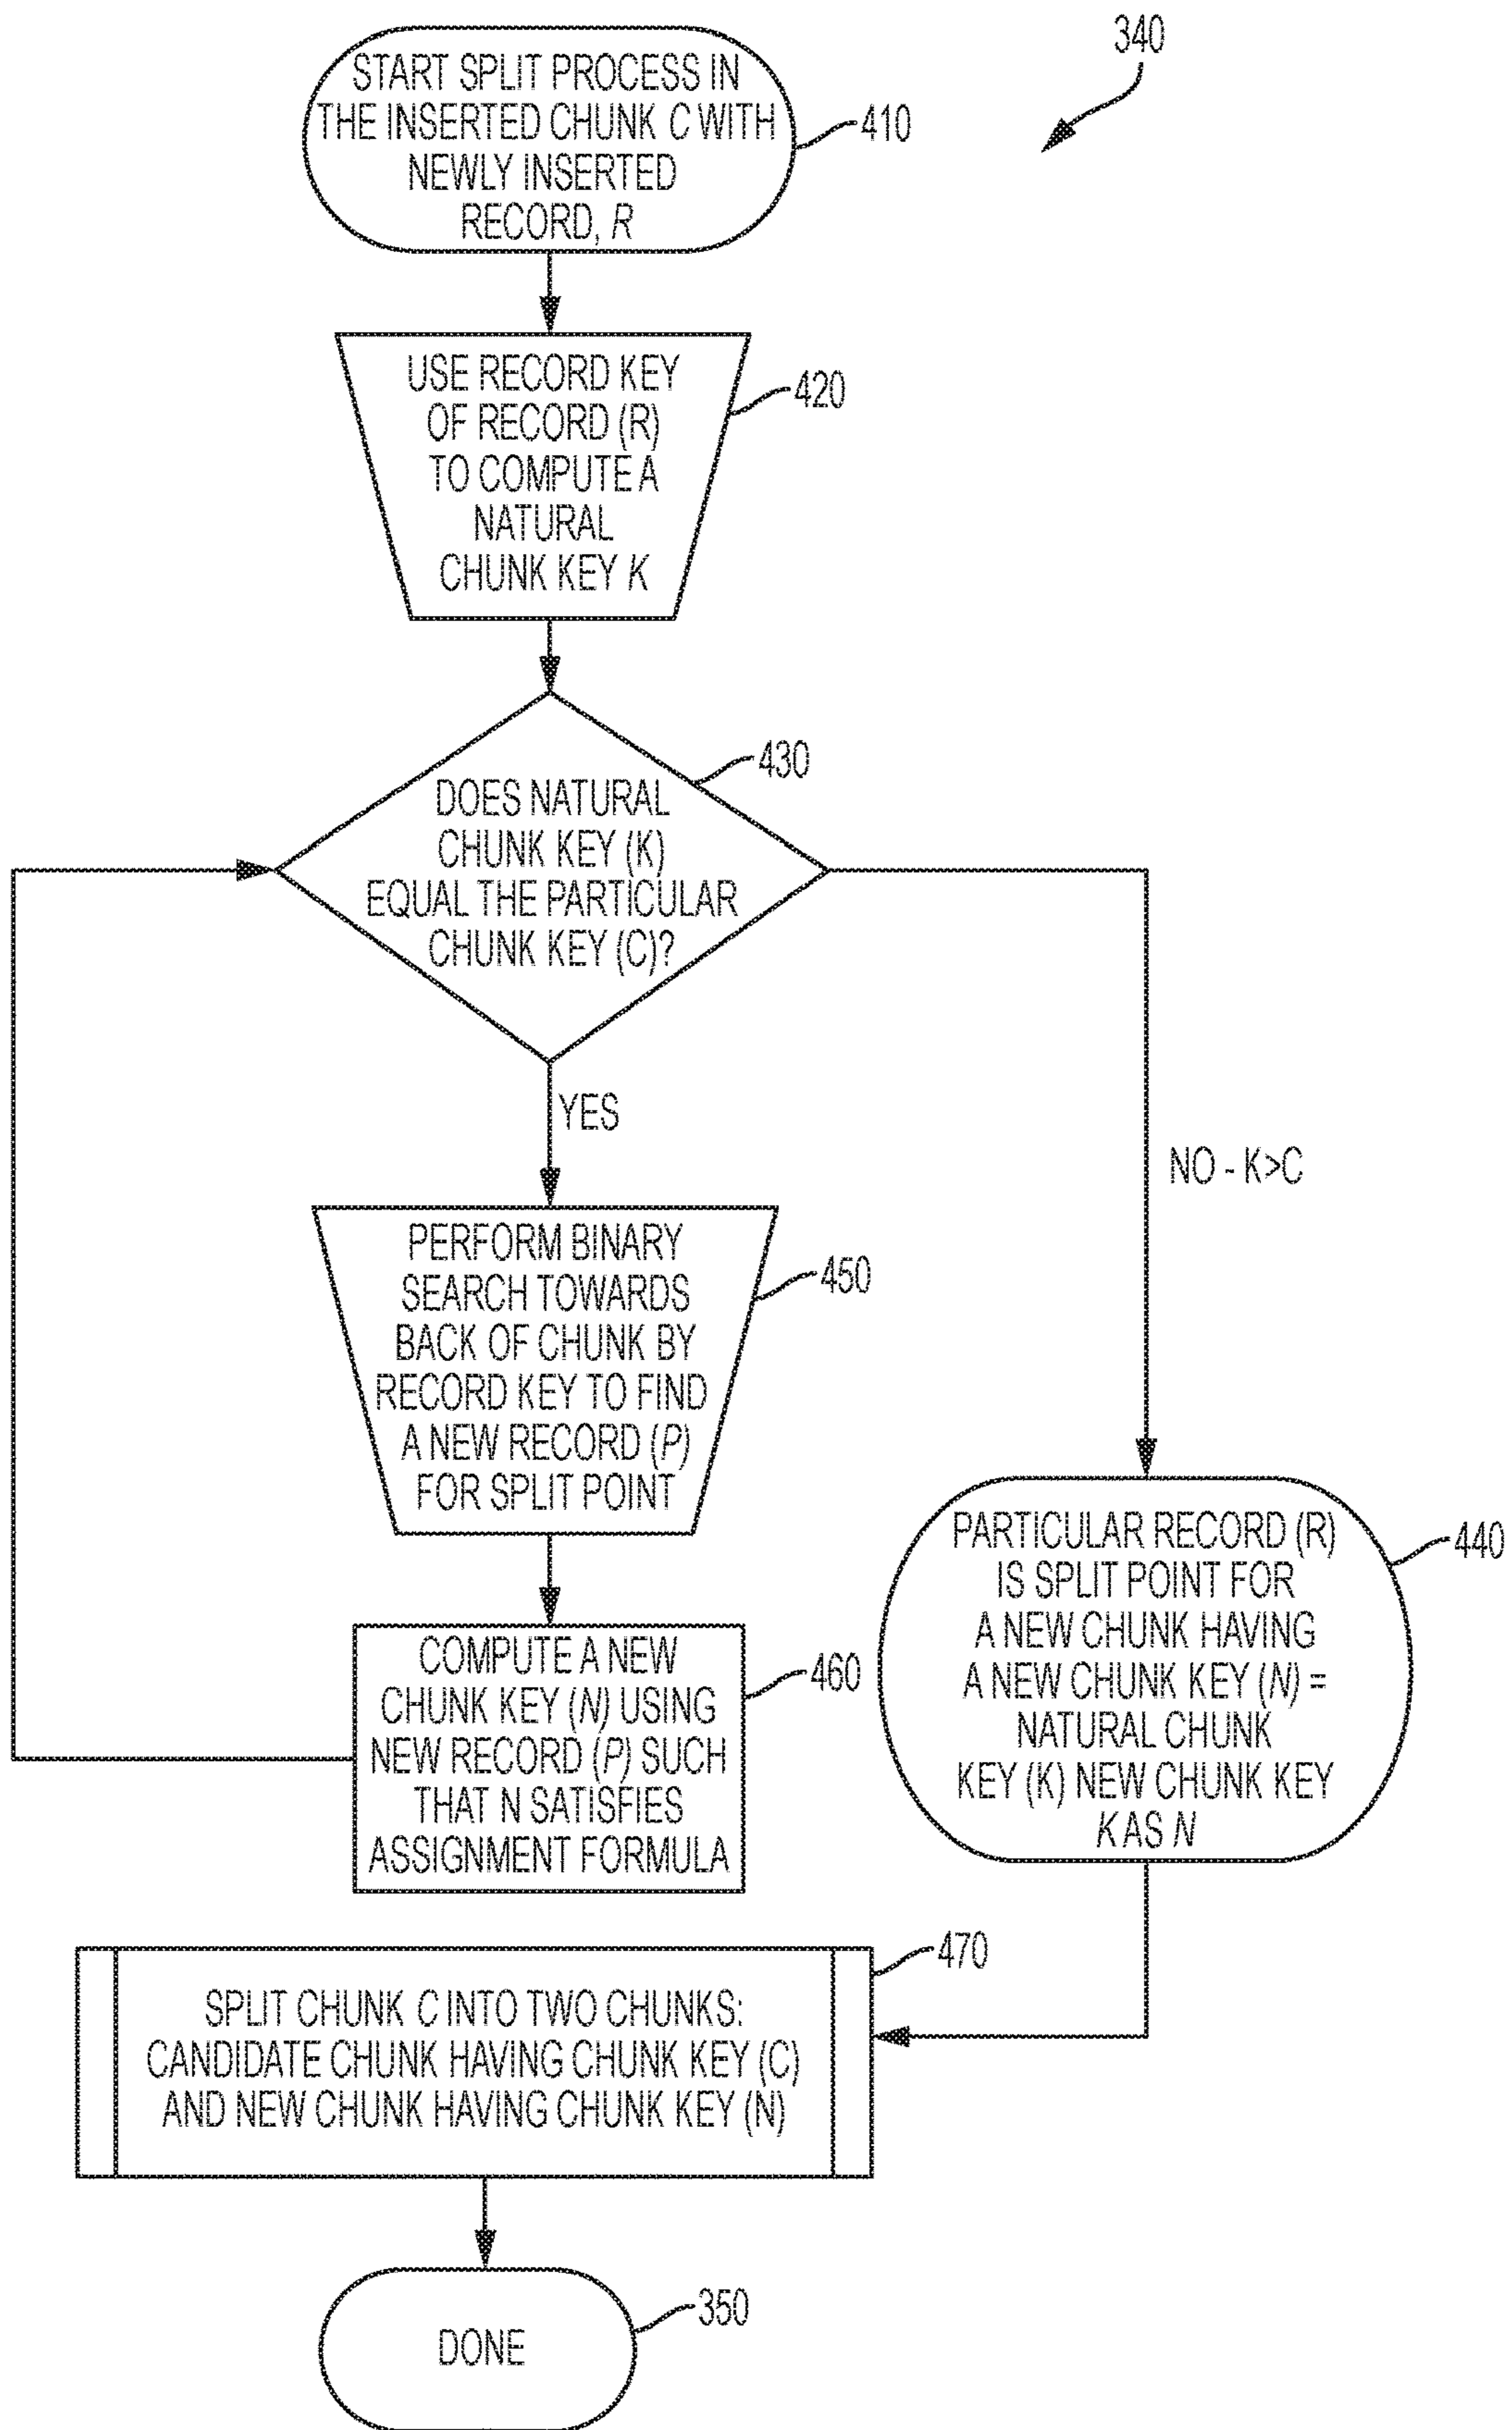 340
START SPLIT PROCESS IN
THE INSERTED CHUNK C WITH
NEWLY INSERTED
RECORD, R
410
USE RECORD KEY
OF RECORD (R)
TO COMPUTE A
NATURAL
CHUNK KEY K
420
DOES NATURAL
CHUNK KEY (K)
EQUAL THE PARTICULAR
CHUNK KEY (C)?
430
YES
NO - K>C
PERFORM BINARY
SEARCH TOWARDS
BACK OF CHUNK BY
RECORD KEY TO FIND
A NEW RECORD (P)
FOR SPLIT POINT
450
PARTICULAR RECORD (R)
IS SPLIT POINT FOR
A NEW CHUNK HAVING
A NEW CHUNK KEY (N) =
NATURAL CHUNK
KEY (K) NEW CHUNK KEY
K AS N
440
COMPUTE A NEW
CHUNK KEY (N) USING
NEW RECORD (P) SUCH
THAT N SATISFIES
ASSIGNMENT FORMULA
460
SPLIT CHUNK C INTO TWO CHUNKS:
CANDIDATE CHUNK HAVING CHUNK KEY (C)
AND NEW CHUNK HAVING CHUNK KEY (N)
470
DONE
350